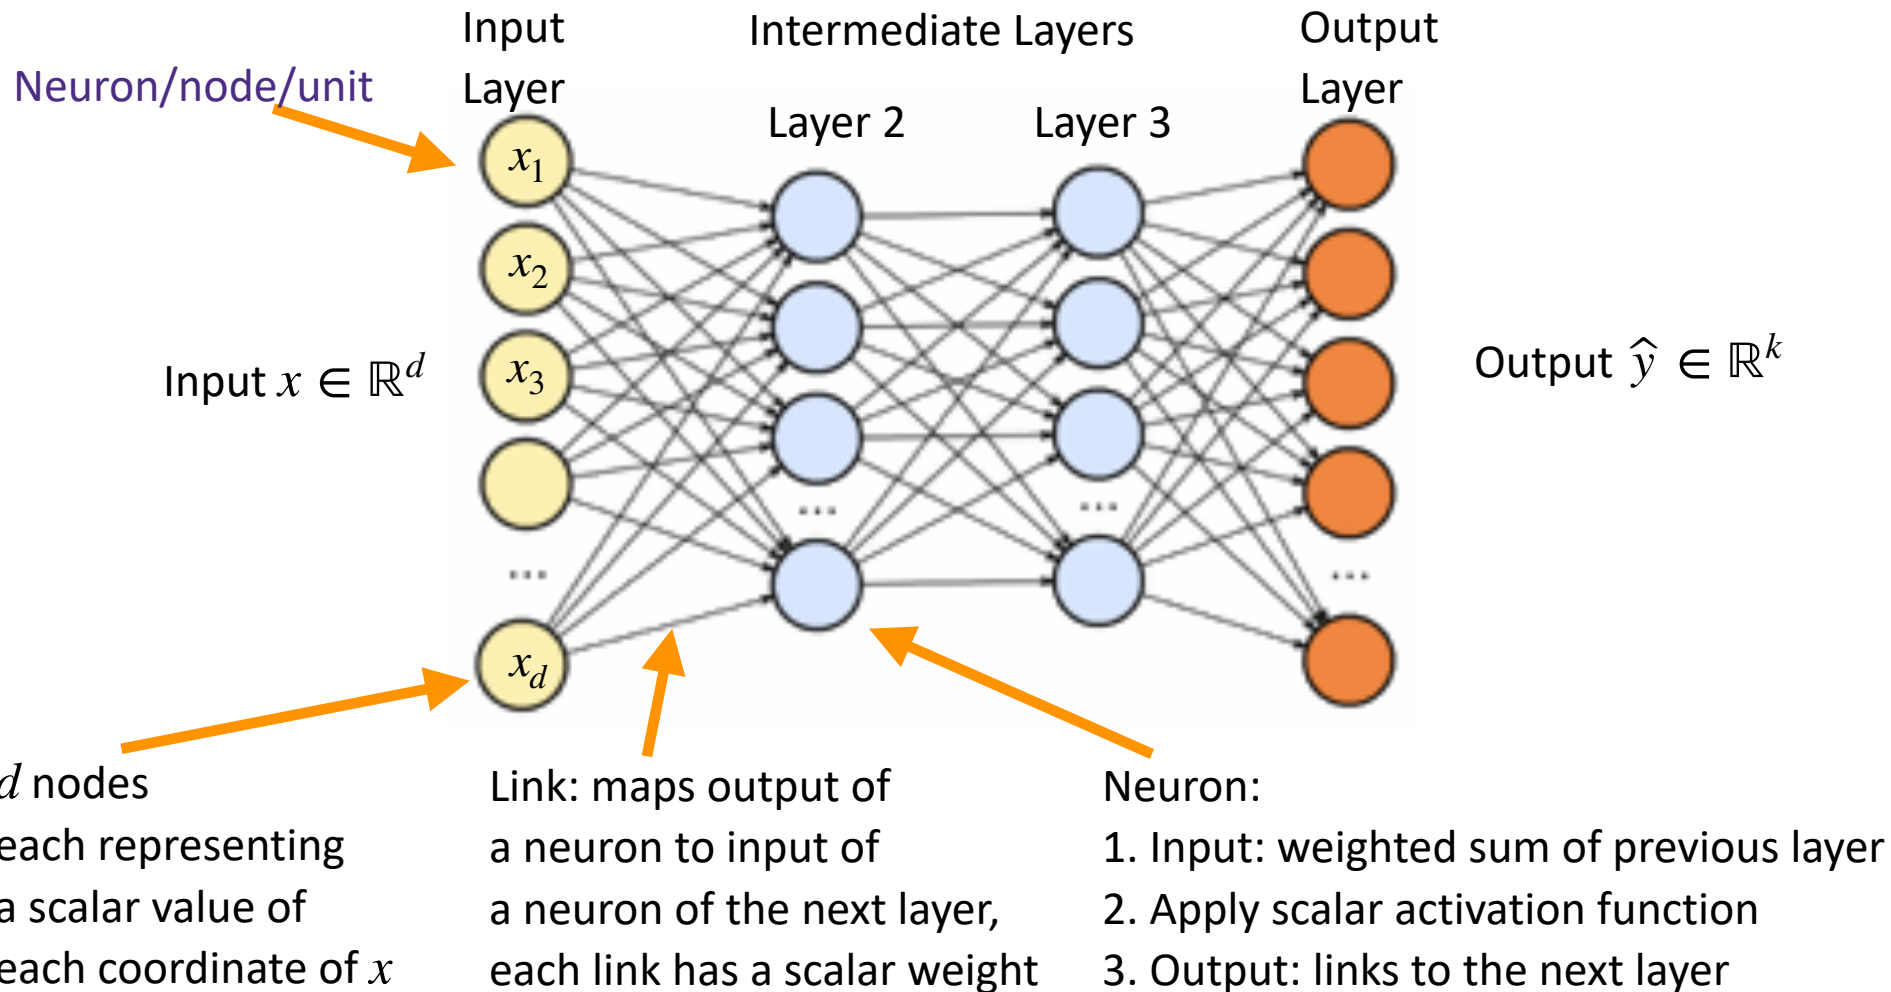 Input
Layer
Intermediate Layers
Output
Layer
Neuron/node/unit
Layer 2
Layer 3
x₁
x₂
x₃
x_d
...
...
...
...
Input x ∈ ℝᵈ
Output ŷ ∈ ℝᵏ
d nodes
each representing
a scalar value of
each coordinate of x
Link: maps output of
a neuron to input of
a neuron of the next layer,
each link has a scalar weight
Neuron:
1. Input: weighted sum of previous layer
2. Apply scalar activation function
3. Output: links to the next layer